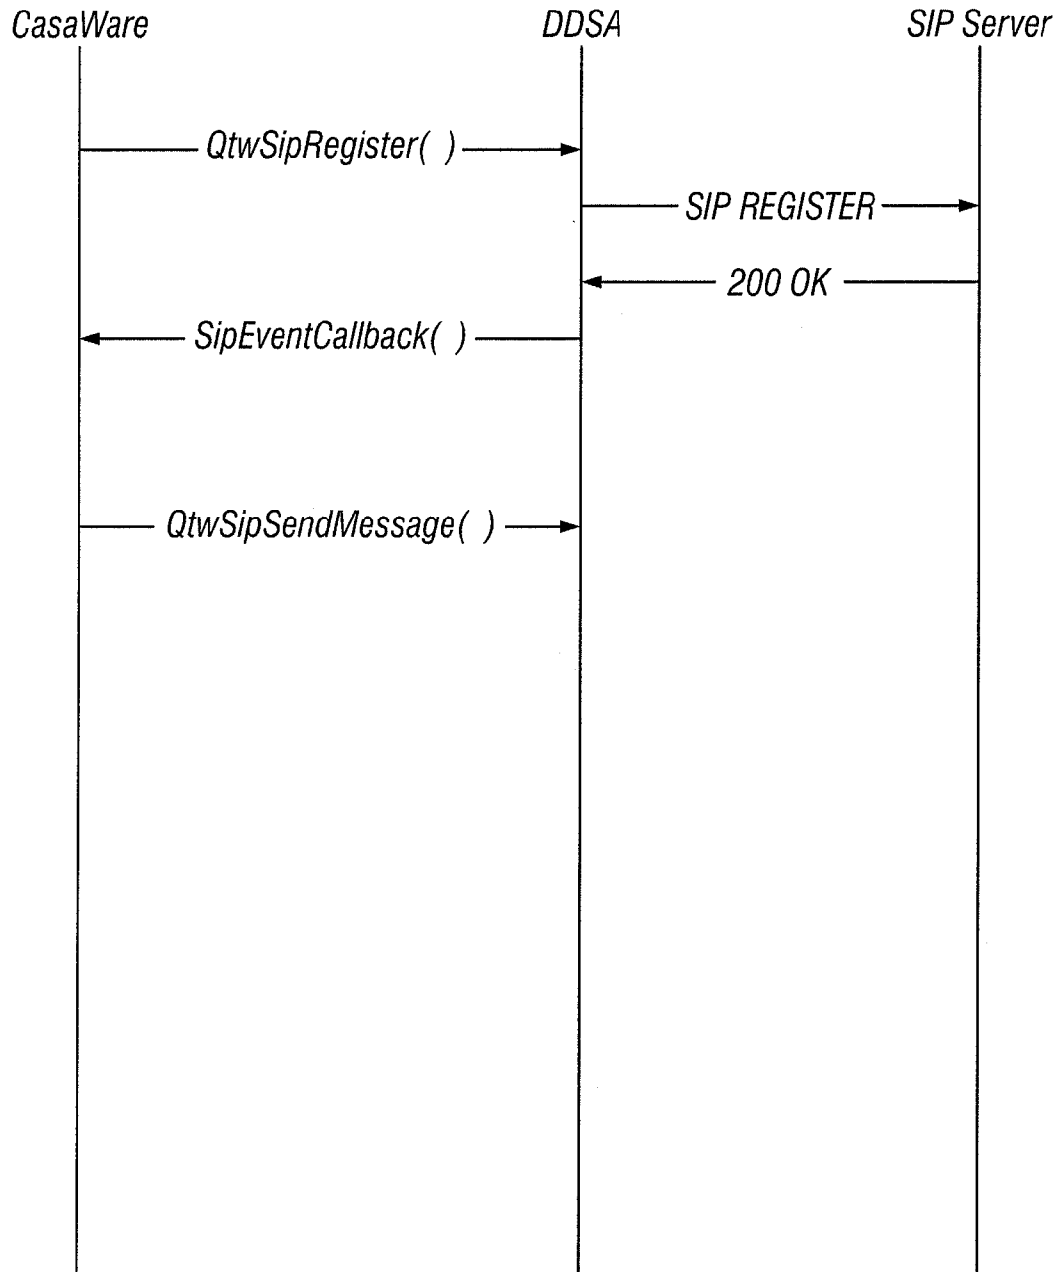 CasaWare DDSA SIP Server
QtwSipRegister( )
SIP REGISTER
200 OK
SipEventCallback( )
QtwSipSendMessage( )